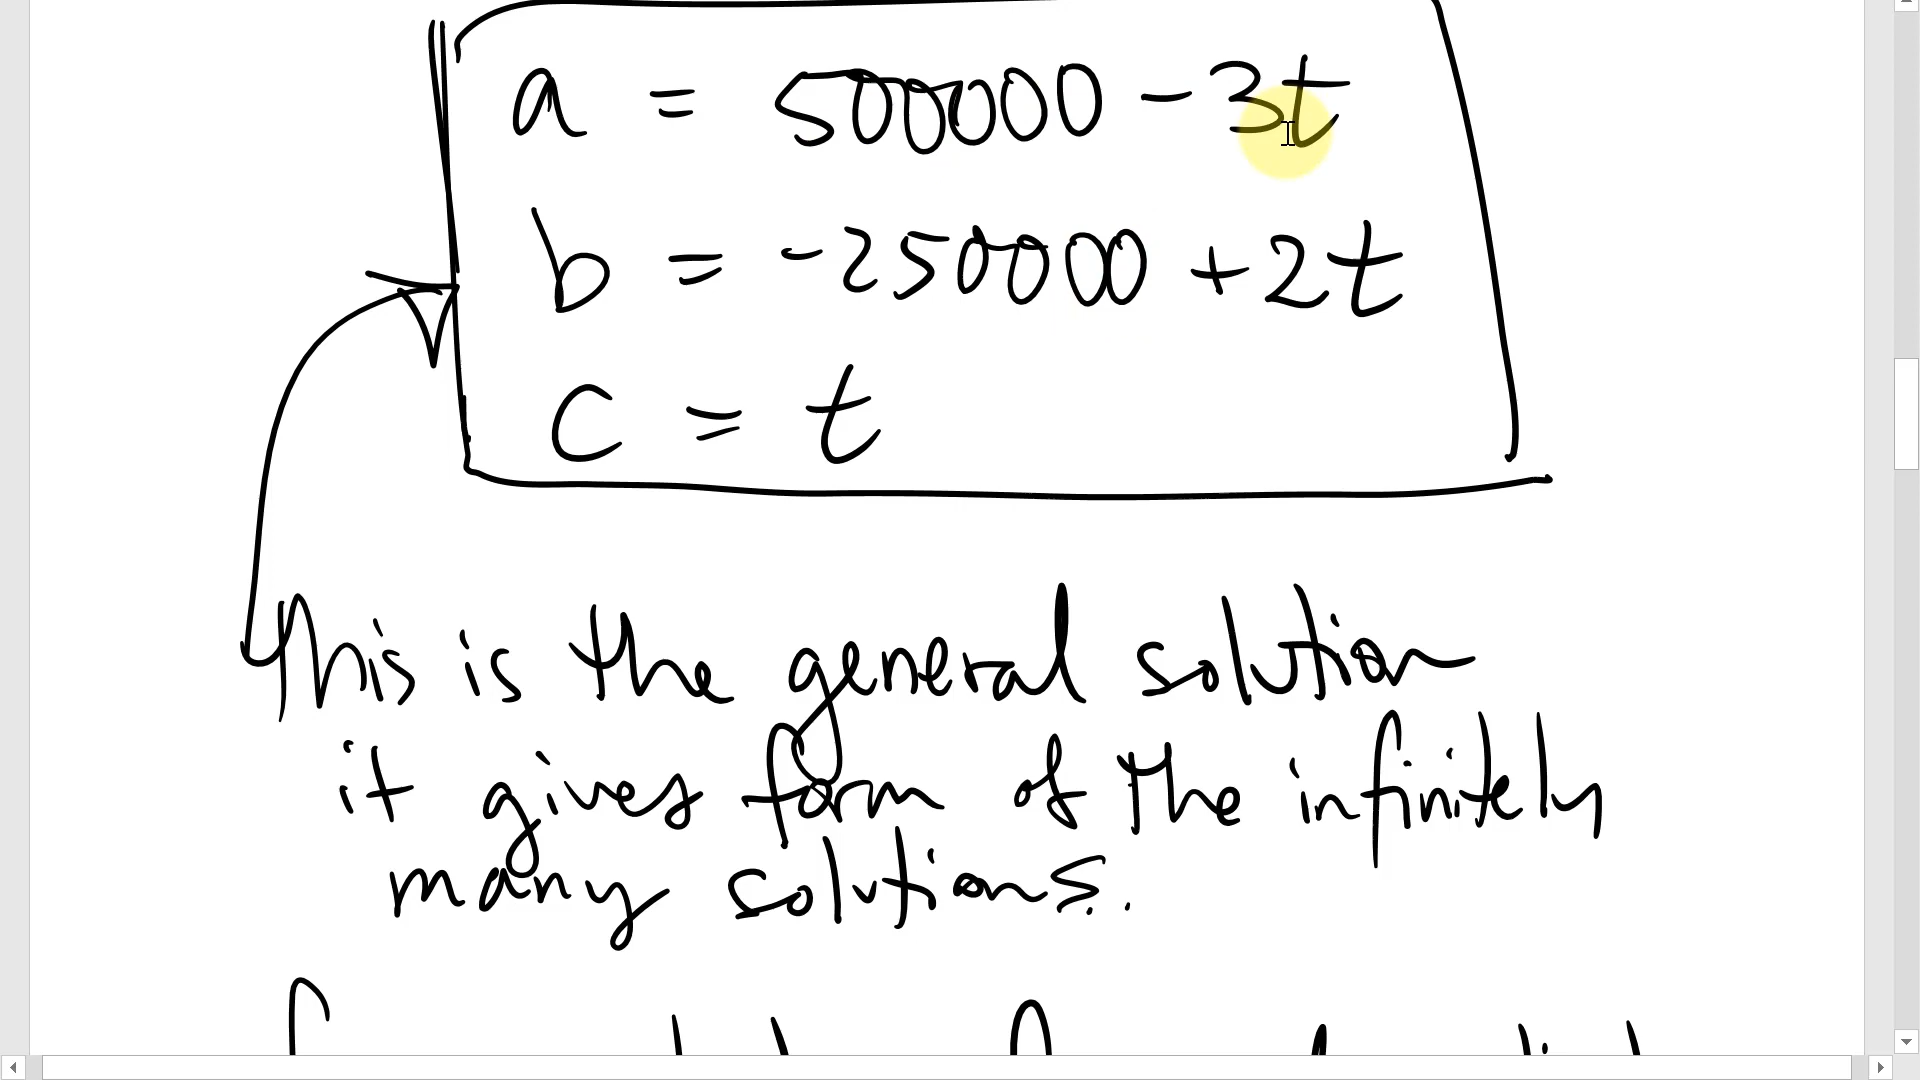 a = 500000 - 3t
b = -250000 + 2t
c = t
This is the general solution
it gives form of the infinitely
many solutions.